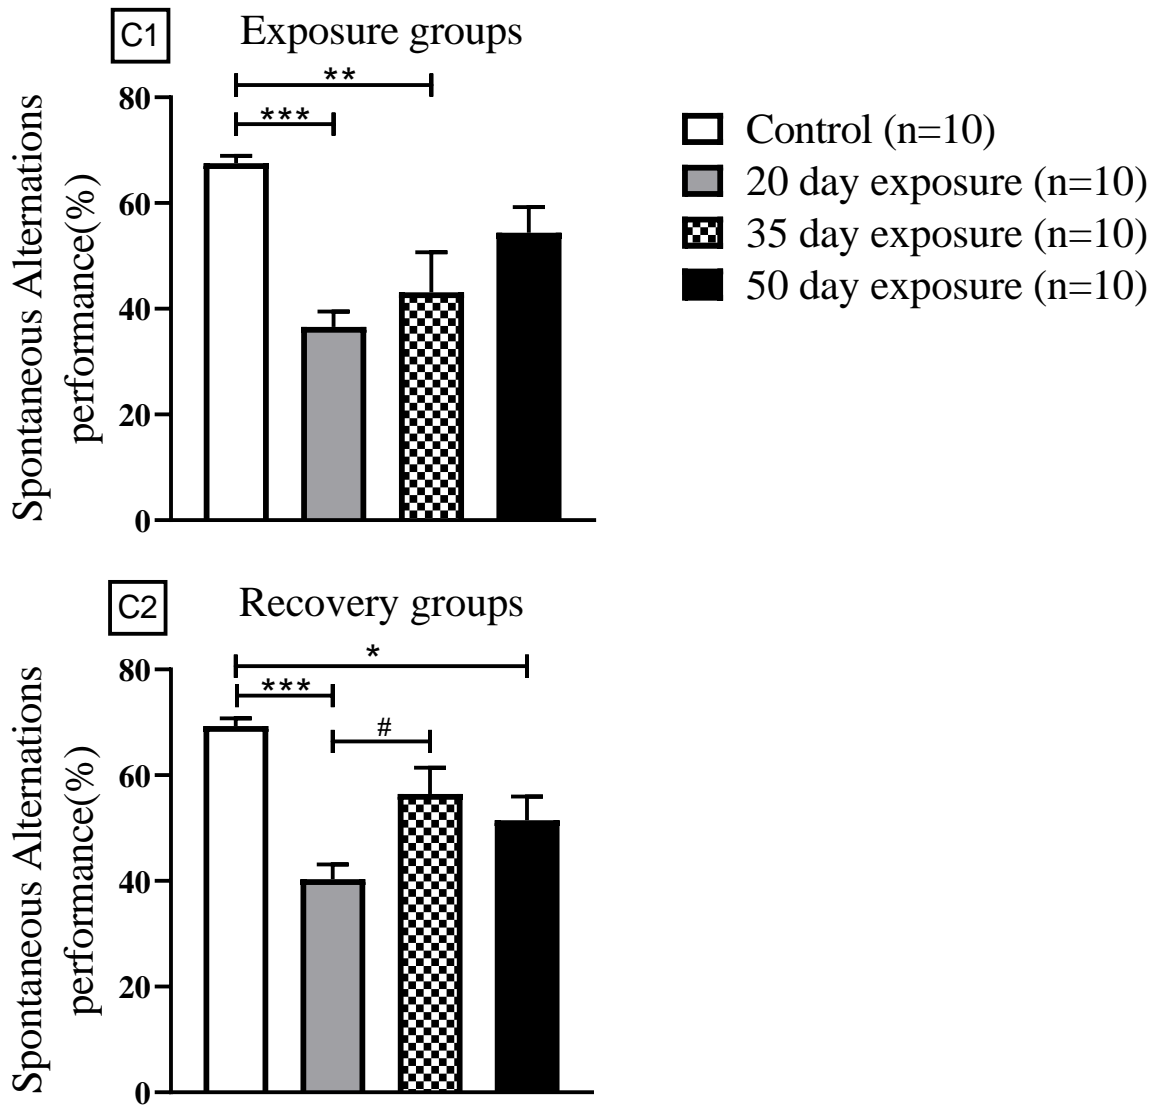 C1
Exposure groups
**
***
Spontaneous Alternations
performance(%)
80
60
40
20
0
Control (n=10)
20 day exposure (n=10)
35 day exposure (n=10)
50 day exposure (n=10)
C2
Recovery groups
*
***
#
Spontaneous Alternations
performance(%)
80
60
40
20
0